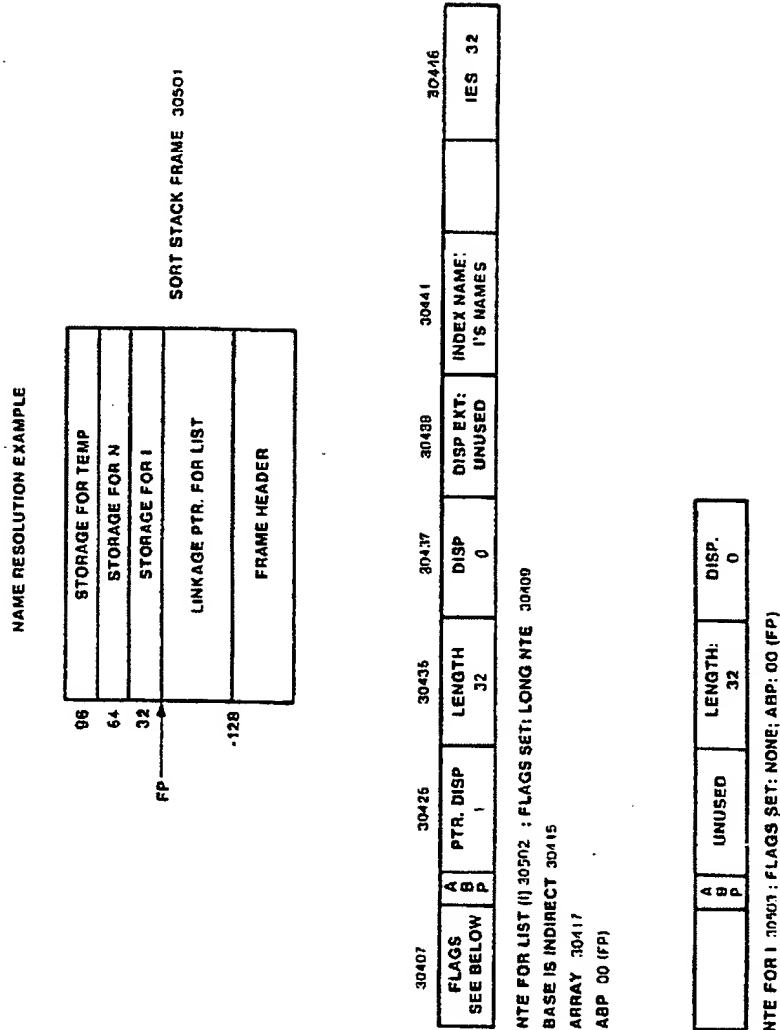 NAME RESOLUTION EXAMPLE
96
64
32
FP
-128
STORAGE FOR TEMP
STORAGE FOR N
STORAGE FOR I
LINKAGE PTR. FOR LIST
FRAME HEADER
SORT STACK FRAME 30501
30407
30425
30435
30437
30439
30441
30446
FLAGS
SEE BELOW
A
B
P
PTR. DISP
1
LENGTH
32
DISP
0
DISP EXT:
UNUSED
INDEX NAME:
I'S NAMES
IES 32
NTE FOR LIST (I) 30502 ; FLAGS SET: LONG NTE 30409
BASE IS INDIRECT 30415
ARRAY 30417
ABP 00 (FP)
A
B
P
UNUSED
LENGTH:
32
DISP.
0
NTE FOR I 30503 ; FLAGS SET: NONE; ABP: 00 (FP)